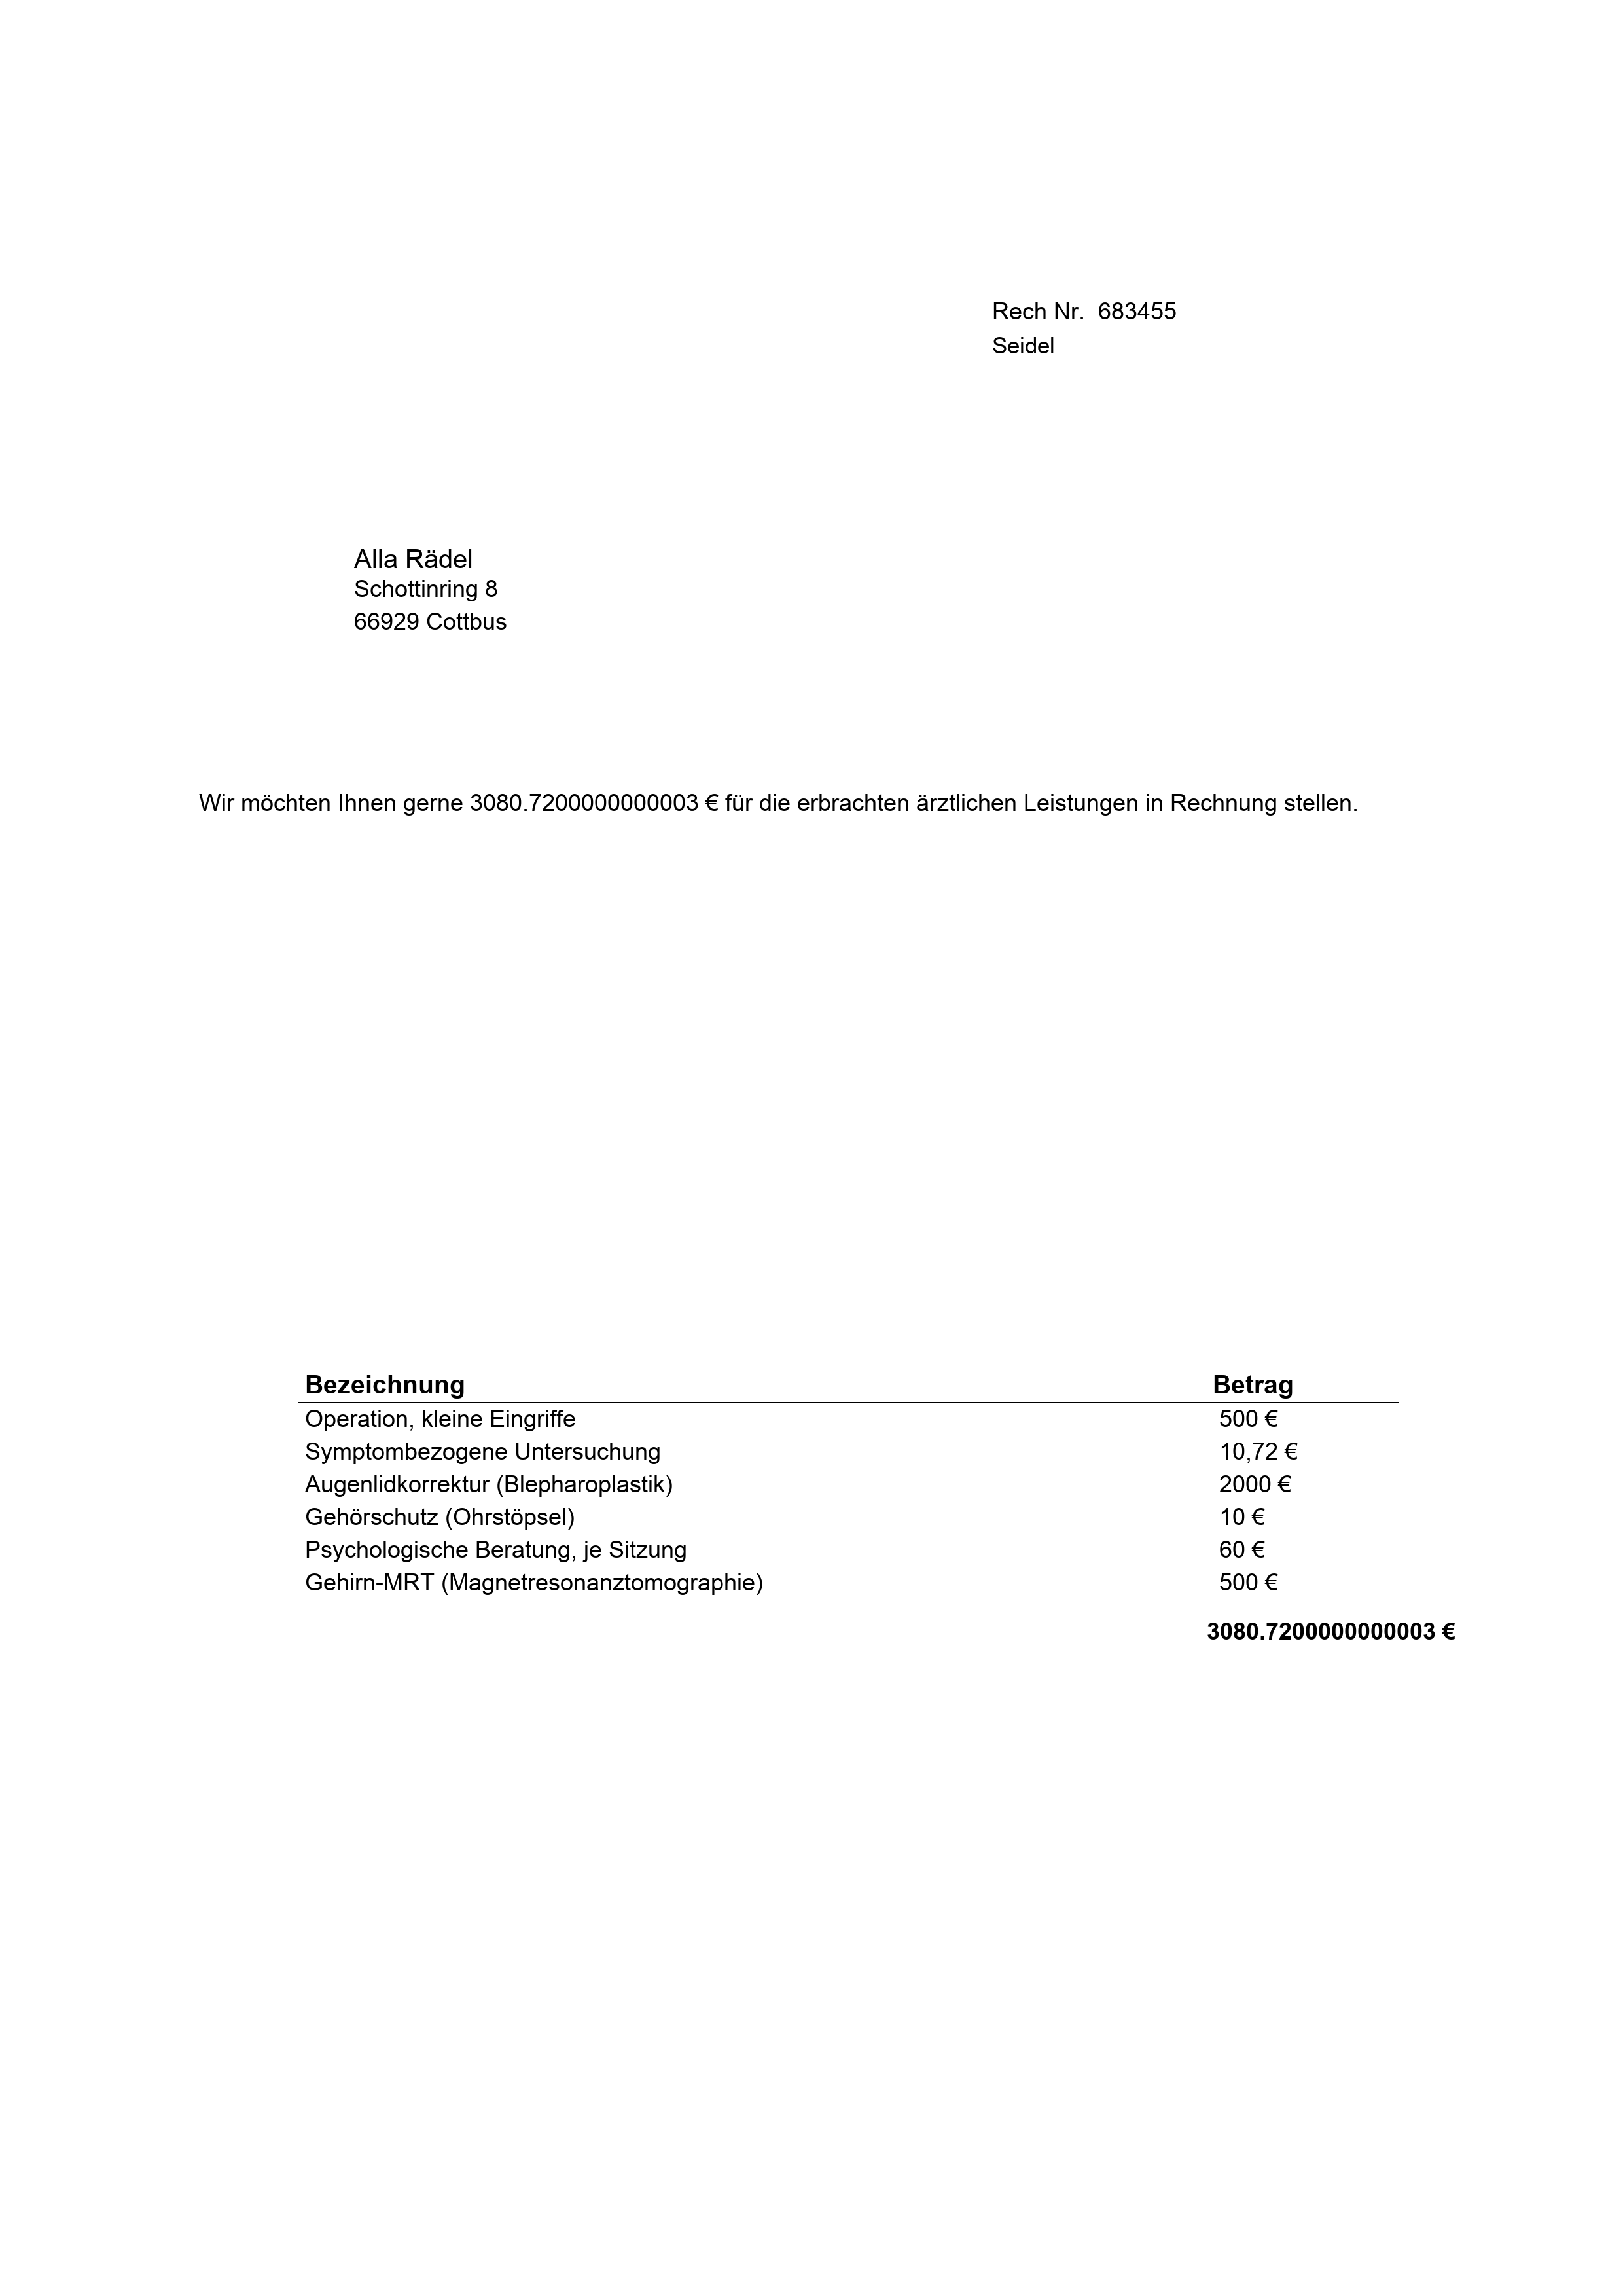 Rech Nr. 683455
Seidel
Alla Rädel
Schottinring 8
66929 Cottbus
Wir möchten Ihnen gerne 3080.7200000000003 € für die erbrachten ärztlichen Leistungen in Rechnung stellen.
Bezeichnung Betrag
Operation, kleine Eingriffe 500 €
Symptombezogene Untersuchung 10,72 €
Augenlidkorrektur (Blepharoplastik) 2000 €
Gehörschutz (Ohrstöpsel) 10 €
Psychologische Beratung, je Sitzung 60 €
Gehirn-MRT (Magnetresonanztomographie) 500 €
3080.7200000000003 €